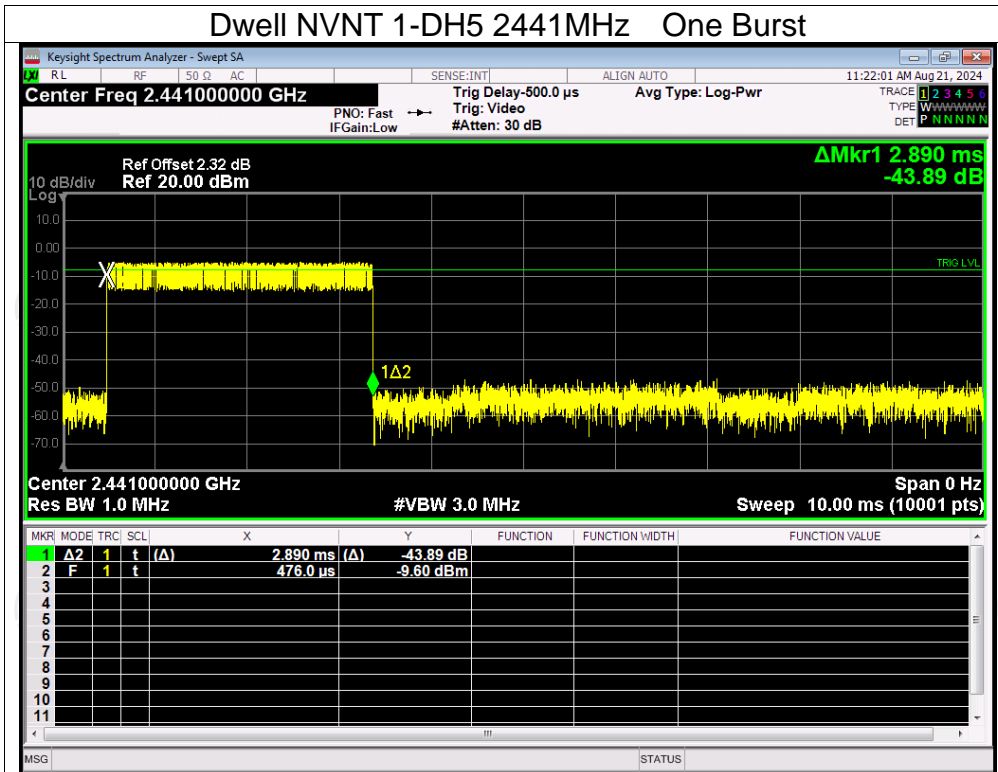 Dwell NVNT 1-DH5 2441MHz One Burst
Keysight Spectrum Analyzer - Swept SA
LXI RL RF 50 Ω AC SENSE:INT ALIGN AUTO 11:22:01 AM Aug 21, 2024
Center Freq 2.441000000 GHz Trig Delay-500.0 µs Avg Type: Log-Pwr TRACE 1 2 3 4 5 6
PNO: Fast Trig: Video TYPE WWWWWWW
IFGain:Low #Atten: 30 dB DET P N N N N N
ΔMkr1 2.890 ms
-43.89 dB
Ref Offset 2.32 dB
10 dB/div Ref 20.00 dBm
Log
10.0
0.00
TRIG LVL
-10.0
-20.0
-30.0
-40.0
1Δ2
-50.0
-60.0
-70.0
Center 2.441000000 GHz Span 0 Hz
Res BW 1.0 MHz #VBW 3.0 MHz Sweep 10.00 ms (10001 pts)
MKR MODE TRC SCL X Y FUNCTION FUNCTION WIDTH FUNCTION VALUE
1 Δ2 1 t (Δ) 2.890 ms (Δ) -43.89 dB
2 F 1 t 476.0 µs -9.60 dBm
3
4
5
6
7
8
9
10
11
MSG STATUS